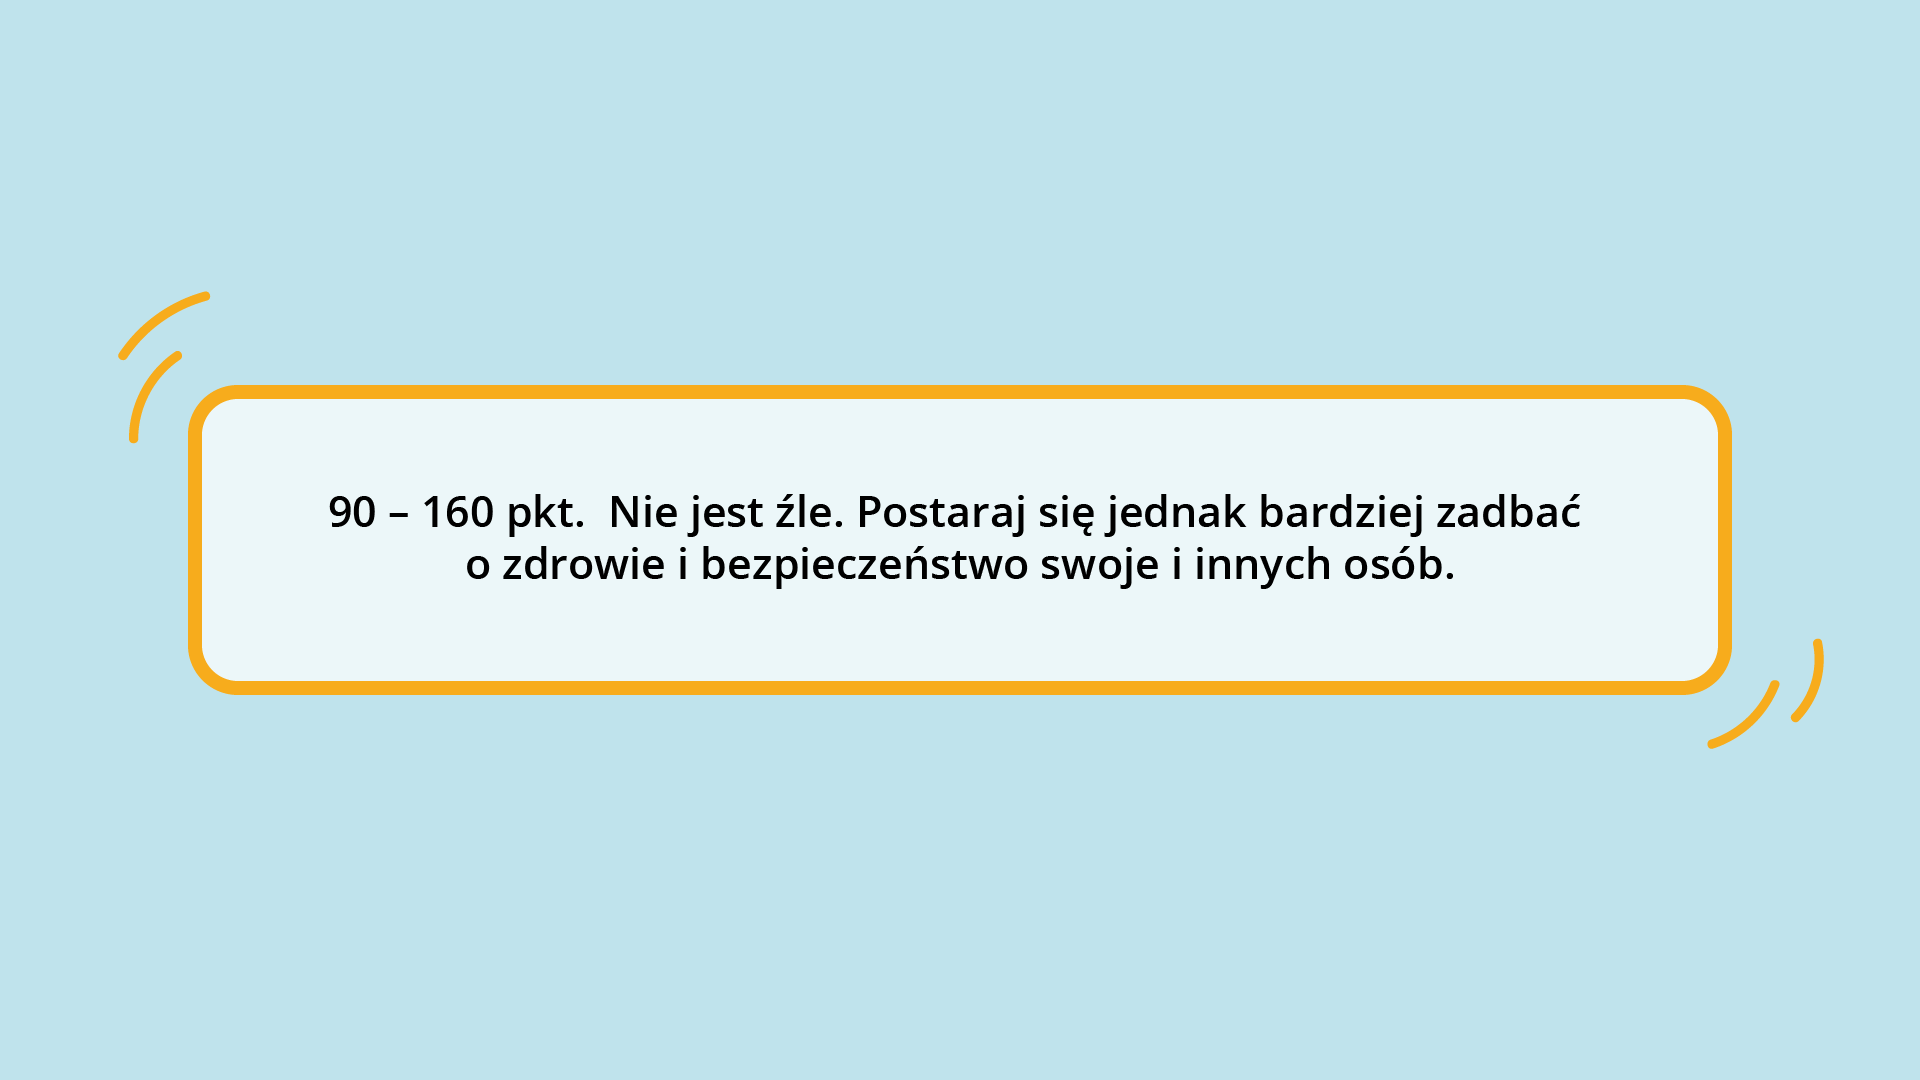 90 – 160 pkt.  Nie jest źle. Postaraj się jednak bardziej zadbać
o zdrowie i bezpieczeństwo swoje i innych osób.